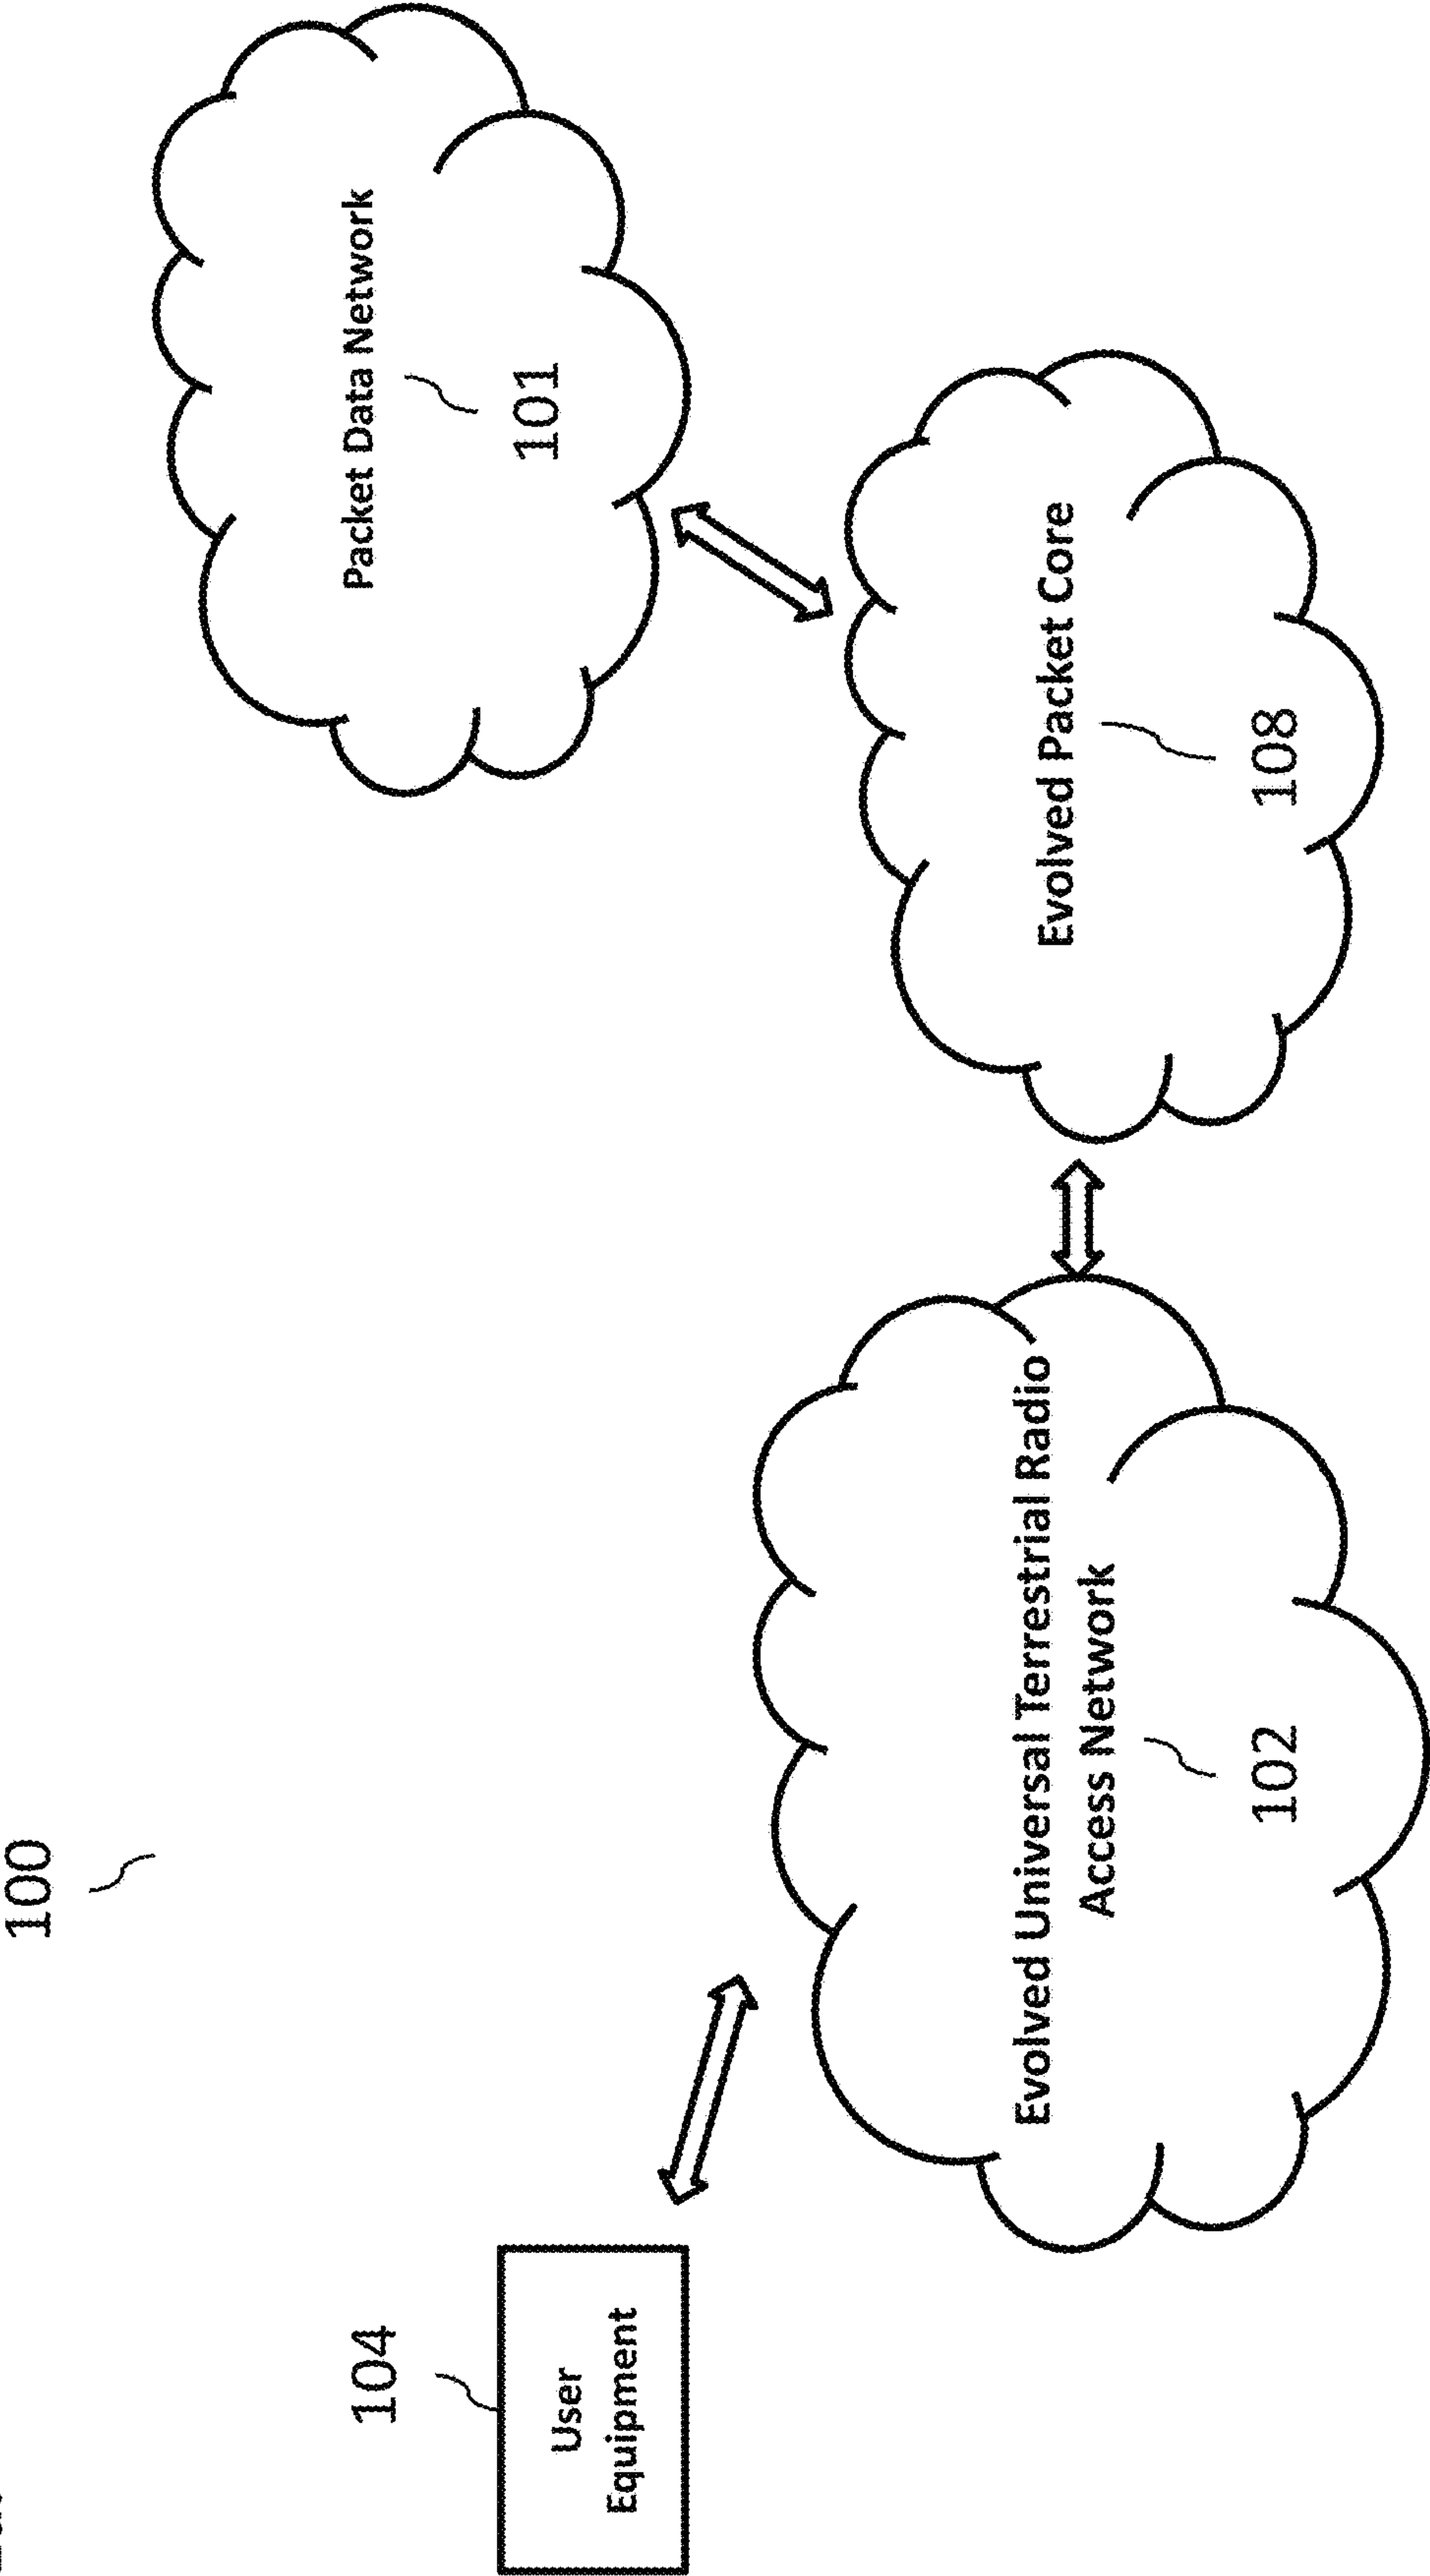 100
104
User
Equipment
Packet Data Network
101
Evolved Universal Terrestrial Radio
Access Network
102
Evolved Packet Core
108